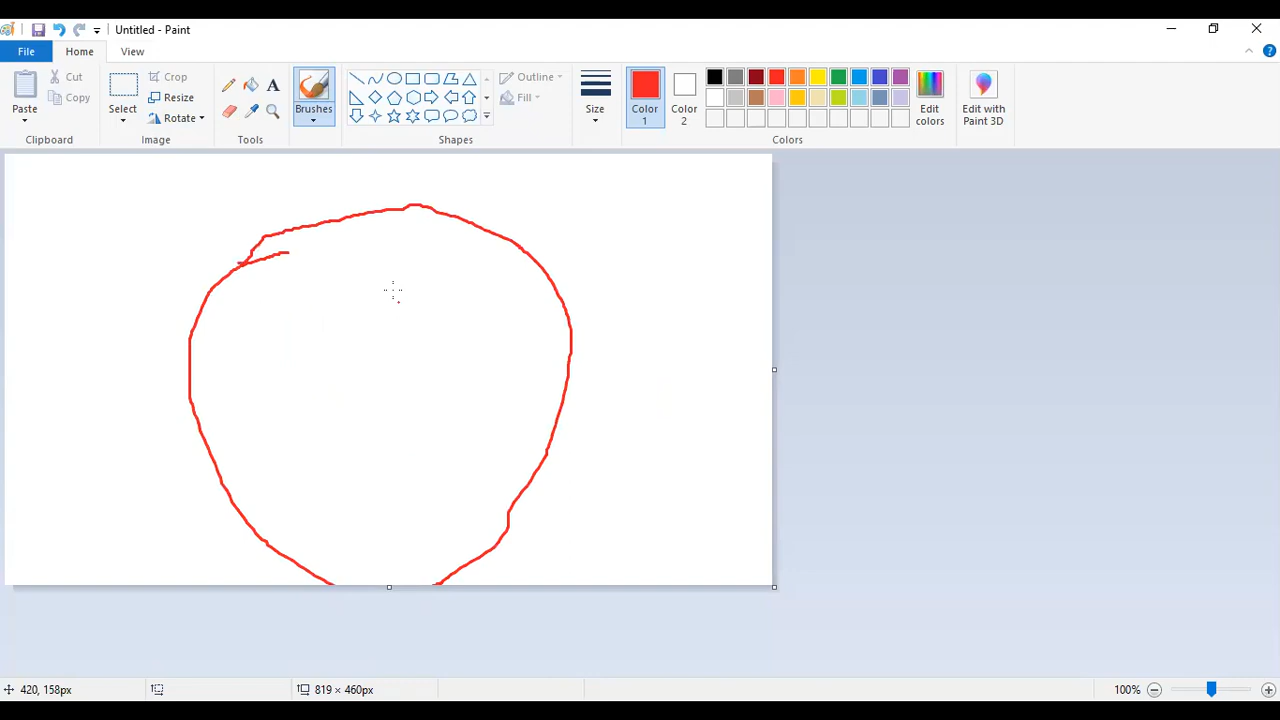 Untitled - Paint
File Home View
Paste
Cut
Copy
Clipboard
Select
Crop
Resize
Rotate
Image
A
Tools
Brushes
Shapes
Outline
Fill
Size
Color 1
Color 2
Edit colors
Colors
Edit with Paint 3D
420, 158px
819 × 460px
100%